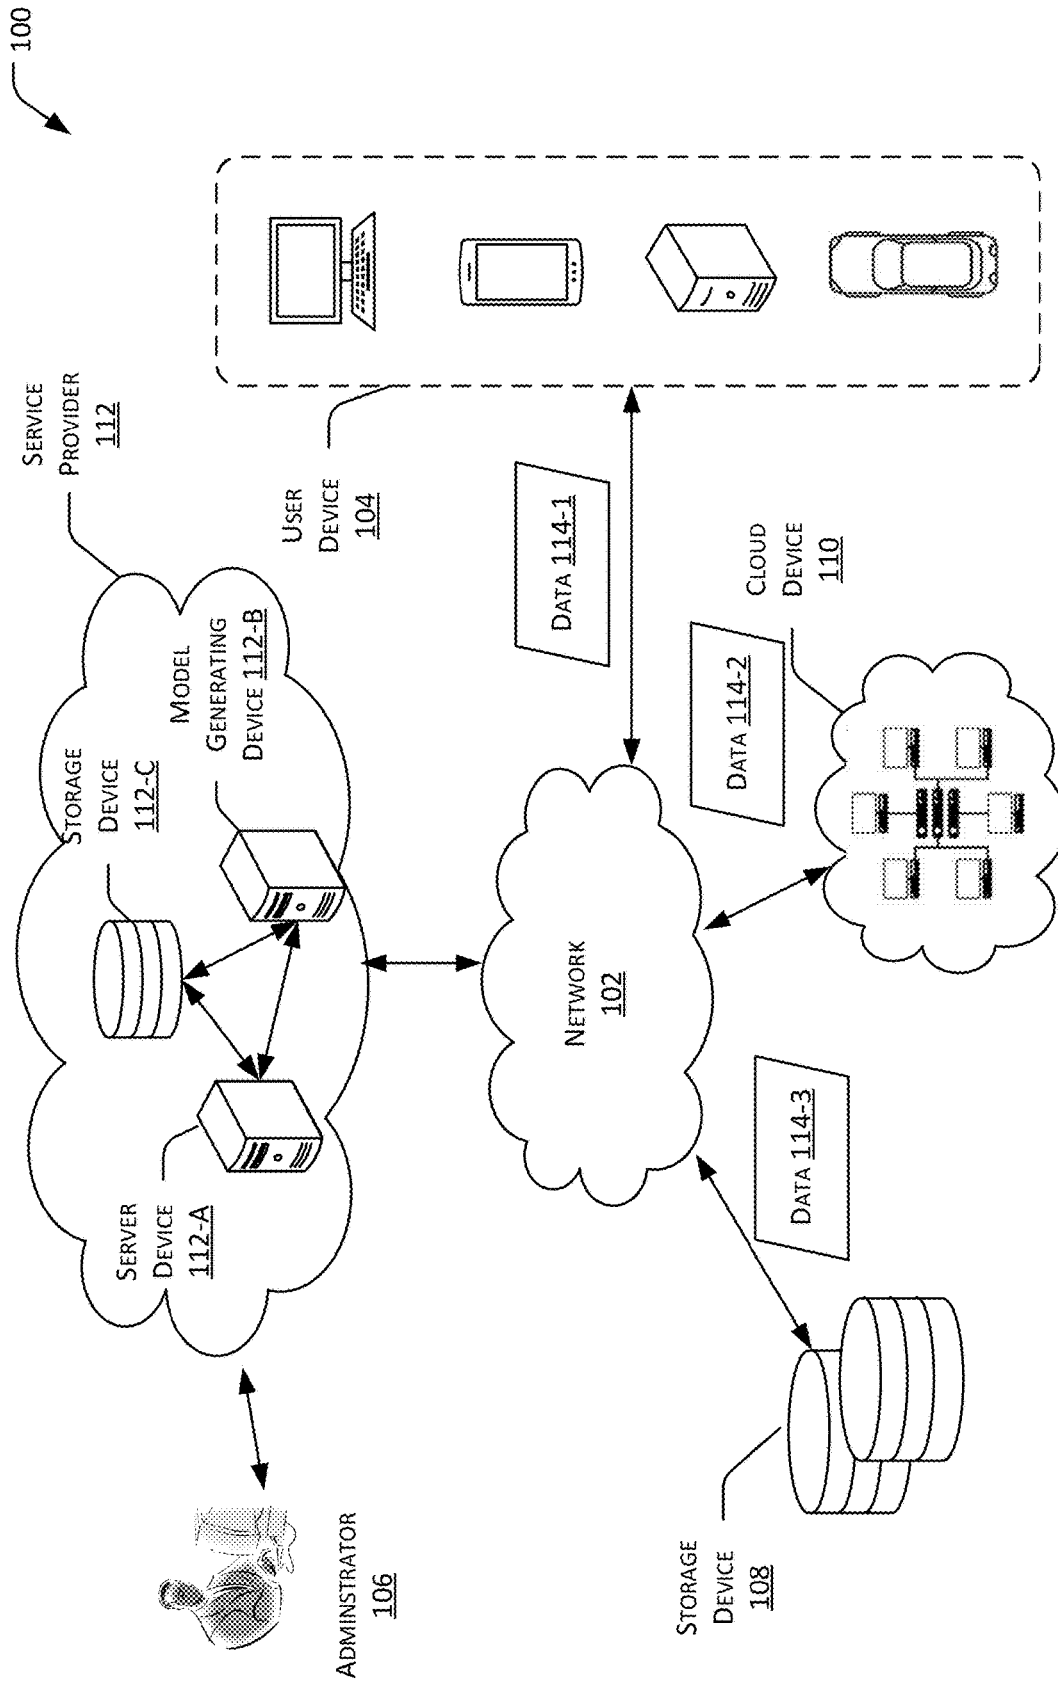 100
SERVICE
PROVIDER
112
MODEL
GENERATING
DEVICE 112-B
STORAGE
DEVICE
112-C
SERVER
DEVICE
112-A
USER
DEVICE
104
DATA 114-1
DATA 114-2
CLOUD
DEVICE
110
NETWORK
102
DATA 114-3
ADMINSTRATOR
106
STORAGE
DEVICE
108